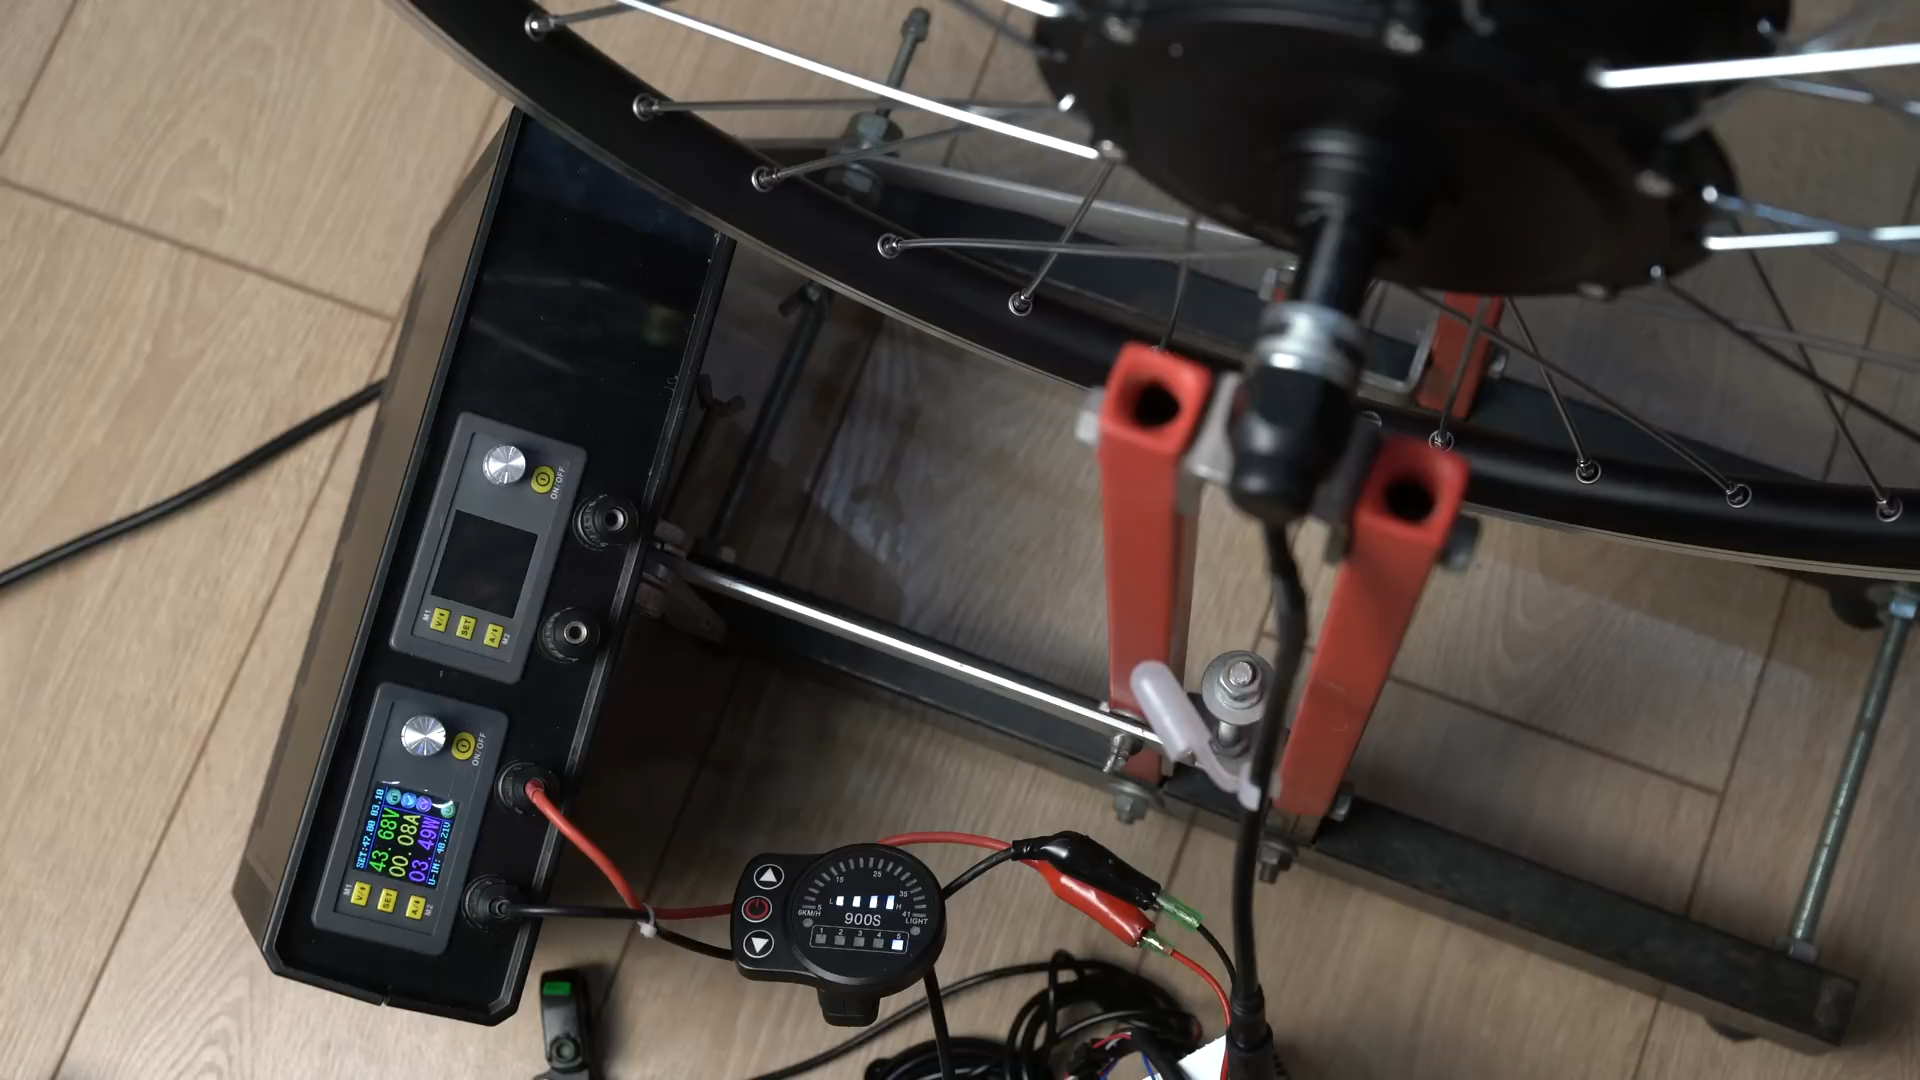 ON/OFF
M1 V/⬍ SET A/⬍ M2
ON/OFF
SET:47.00 03.10
43.68V
00.08A
03.49W
U-IN: 48.21V
M1 V/⬍ SET A/⬍ M2
15 25 35
5 L H 41
6KM/H LIGHT
900S
1 2 3 4 5